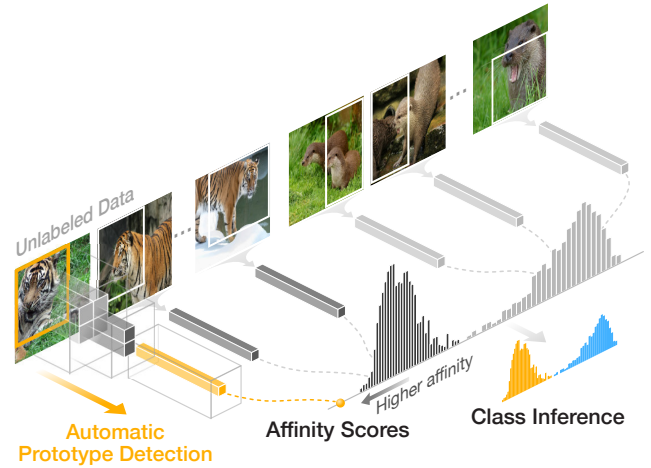 Unlabeled Data
Higher affinity
Automatic
Prototype Detection
Affinity Scores
Class Inference